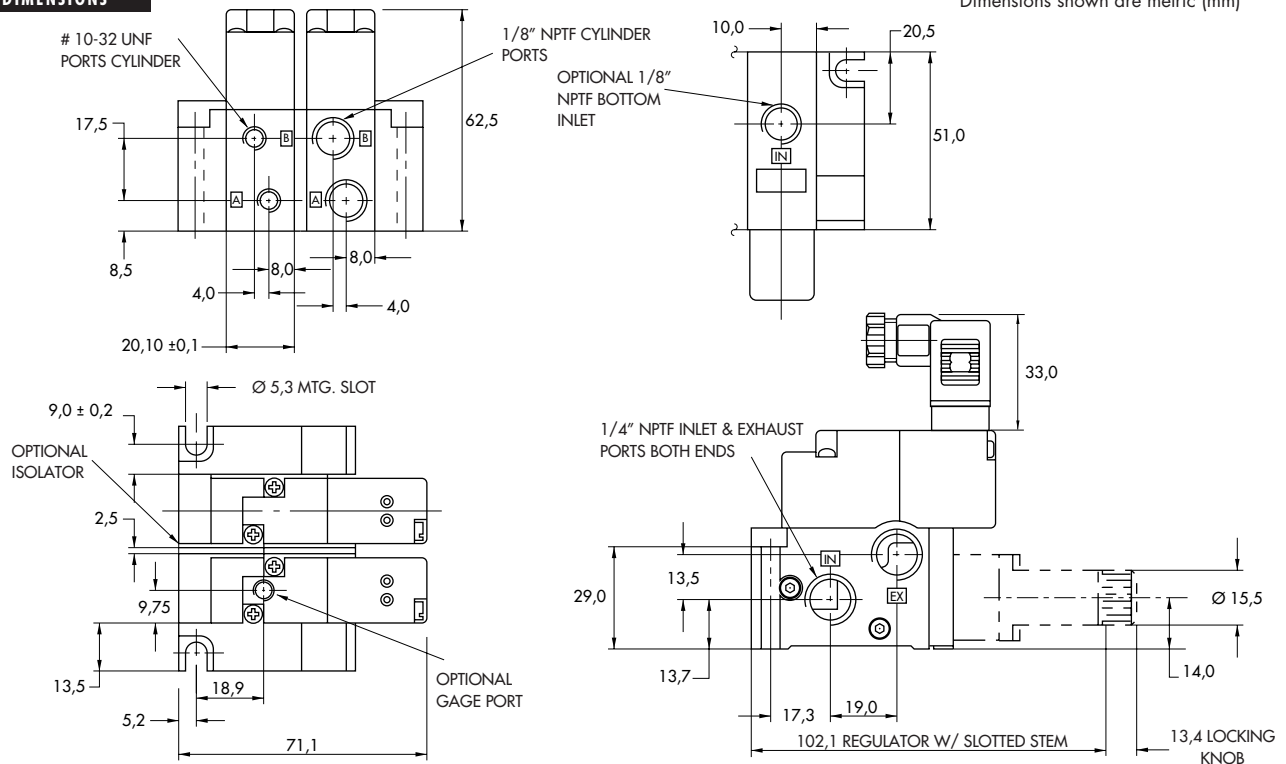 DIMENSIONS
Dimensions shown are metric (mm)
# 10-32 UNF
PORTS CYLINDER
1/8" NPTF CYLINDER
PORTS
17,5
62,5
B
B
A
A
8,5
8,0
8,0
4,0
4,0
20,10 ±0,1
10,0
20,5
OPTIONAL 1/8"
NPTF BOTTOM
INLET
IN
51,0
Ø 5,3 MTG. SLOT
9,0 ± 0,2
OPTIONAL
ISOLATOR
2,5
9,75
13,5
18,9
5,2
71,1
OPTIONAL
GAGE PORT
33,0
1/4" NPTF INLET & EXHAUST
PORTS BOTH ENDS
IN
EX
13,5
29,0
13,7
Ø 15,5
14,0
17,3
19,0
102,1 REGULATOR W/ SLOTTED STEM
13,4 LOCKING
KNOB